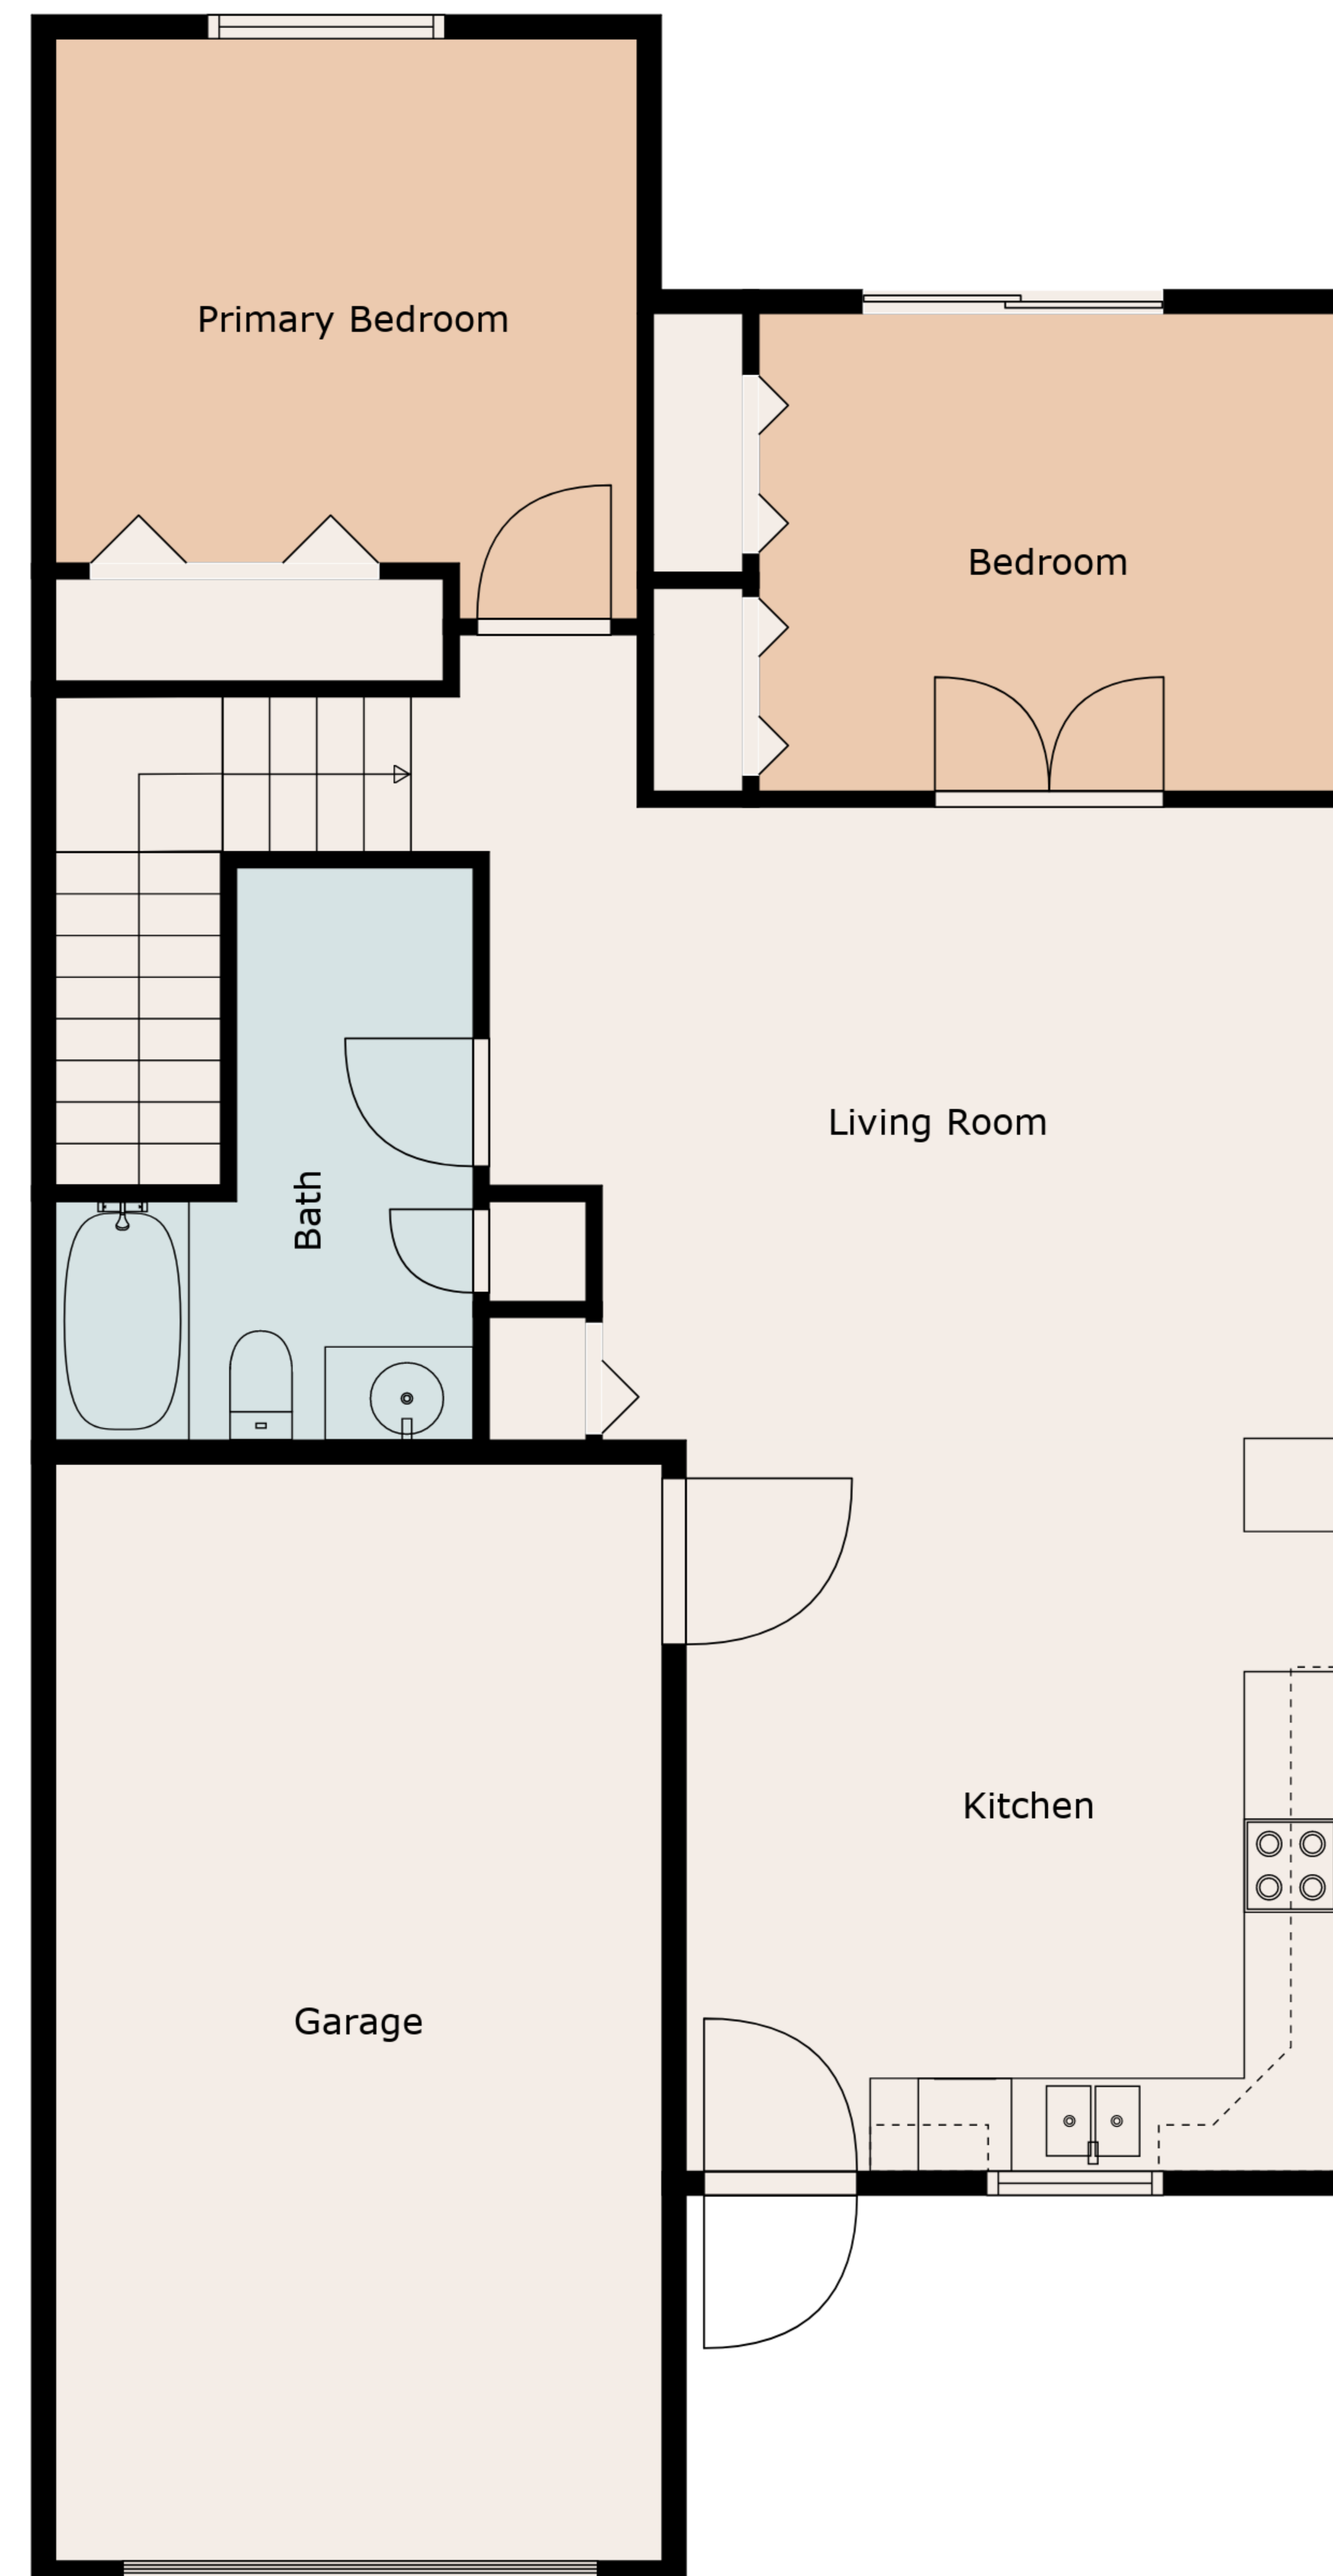 Primary Bedroom
Bedroom
Living Room
Bath
Kitchen
Garage